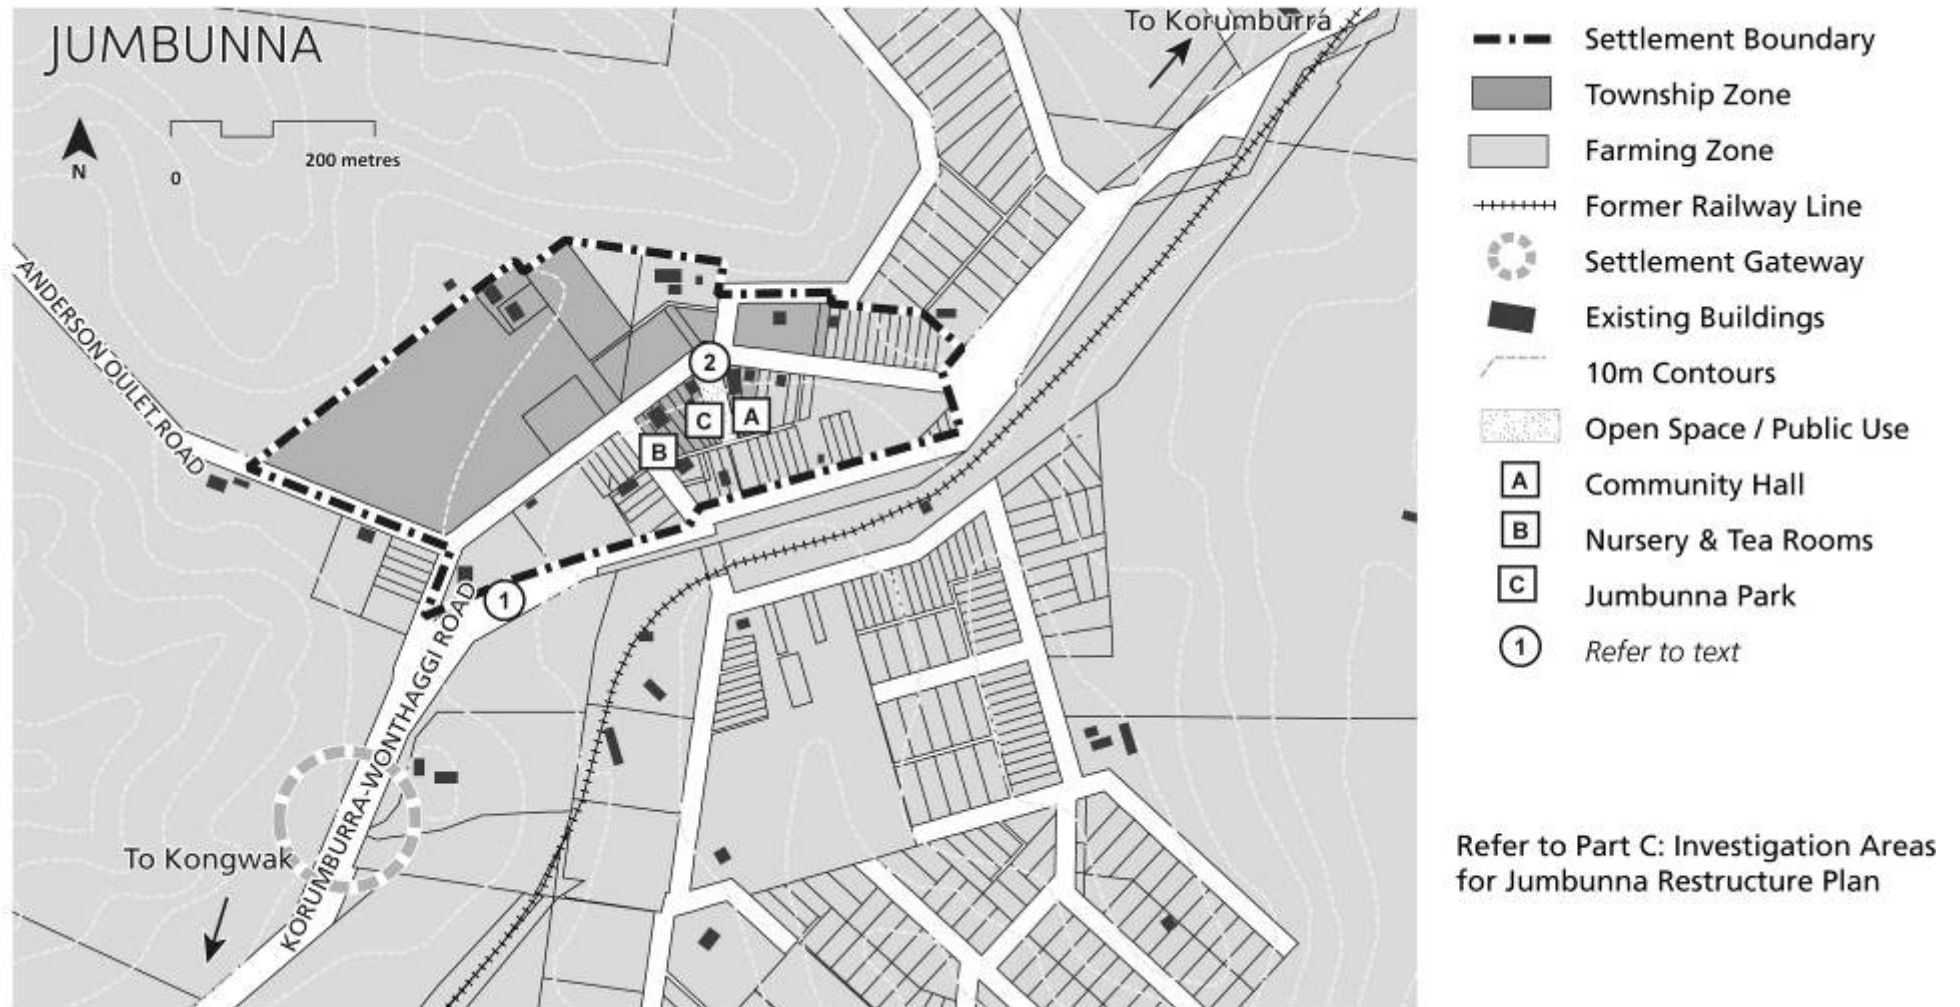 JUMBUNNA
To Korumburra
N
0
200 metres
ANDERSON OULET ROAD
2
C
A
B
1
KORUMBURRA-WONTHAGGI ROAD
To Kongwak
Settlement Boundary
Township Zone
Farming Zone
Former Railway Line
Settlement Gateway
Existing Buildings
10m Contours
Open Space / Public Use
A Community Hall
B Nursery & Tea Rooms
C Jumbunna Park
1 Refer to text
Refer to Part C: Investigation Areas
for Jumbunna Restructure Plan